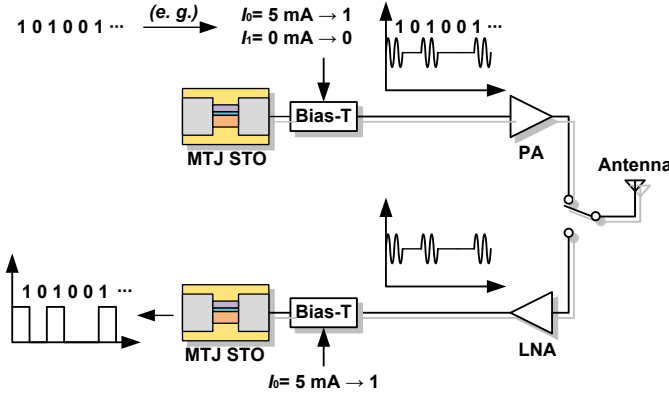 1 0 1 0 0 1 ···
(e. g.)
I₀= 5 mA → 1
I₁= 0 mA → 0
1 0 1 0 0 1 ···
Bias-T
MTJ STO
PA
Antenna
1 0 1 0 0 1 ···
Bias-T
MTJ STO
LNA
I₀= 5 mA → 1